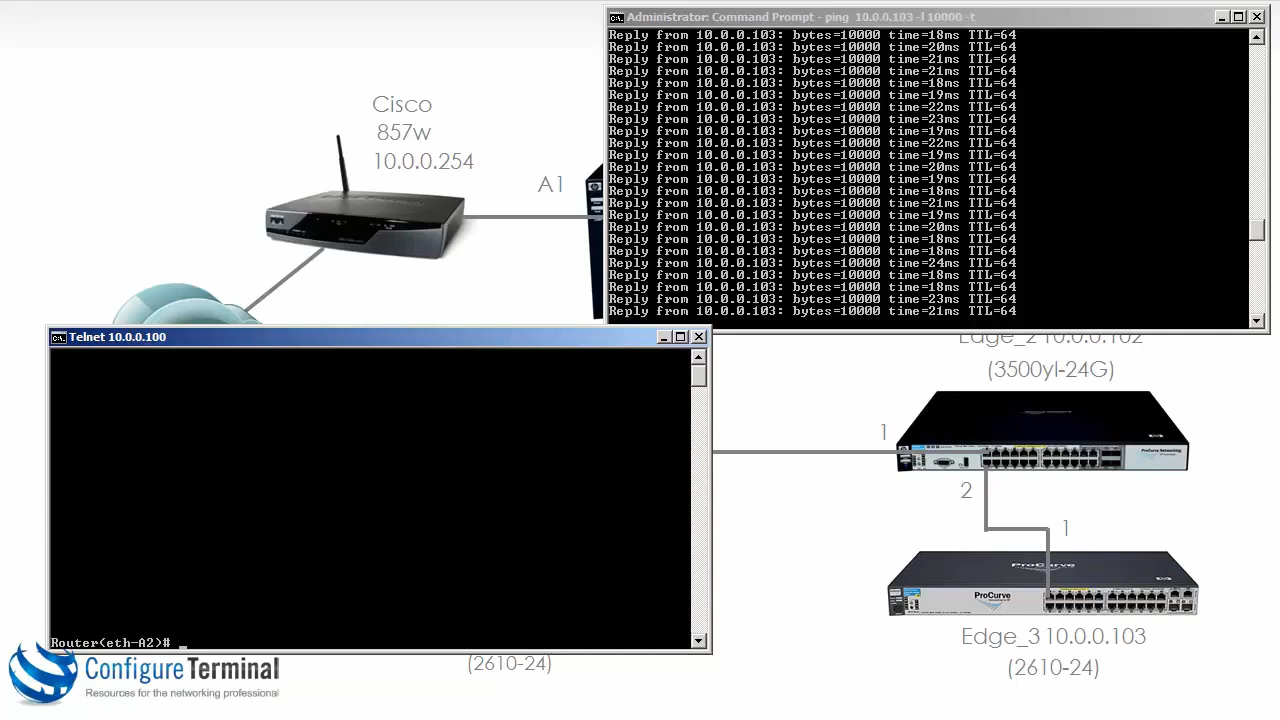 Administrator: Command Prompt - ping 10.0.0.103 -l 10000 -t
Reply from 10.0.0.103: bytes=10000 time=18ms TTL=64
Reply from 10.0.0.103: bytes=10000 time=20ms TTL=64
Reply from 10.0.0.103: bytes=10000 time=21ms TTL=64
Reply from 10.0.0.103: bytes=10000 time=21ms TTL=64
Reply from 10.0.0.103: bytes=10000 time=18ms TTL=64
Reply from 10.0.0.103: bytes=10000 time=19ms TTL=64
Reply from 10.0.0.103: bytes=10000 time=22ms TTL=64
Reply from 10.0.0.103: bytes=10000 time=23ms TTL=64
Reply from 10.0.0.103: bytes=10000 time=19ms TTL=64
Reply from 10.0.0.103: bytes=10000 time=22ms TTL=64
Reply from 10.0.0.103: bytes=10000 time=19ms TTL=64
Reply from 10.0.0.103: bytes=10000 time=20ms TTL=64
Reply from 10.0.0.103: bytes=10000 time=19ms TTL=64
Reply from 10.0.0.103: bytes=10000 time=18ms TTL=64
Reply from 10.0.0.103: bytes=10000 time=21ms TTL=64
Reply from 10.0.0.103: bytes=10000 time=19ms TTL=64
Reply from 10.0.0.103: bytes=10000 time=20ms TTL=64
Reply from 10.0.0.103: bytes=10000 time=18ms TTL=64
Reply from 10.0.0.103: bytes=10000 time=18ms TTL=64
Reply from 10.0.0.103: bytes=10000 time=24ms TTL=64
Reply from 10.0.0.103: bytes=10000 time=18ms TTL=64
Reply from 10.0.0.103: bytes=10000 time=18ms TTL=64
Reply from 10.0.0.103: bytes=10000 time=23ms TTL=64
Reply from 10.0.0.103: bytes=10000 time=21ms TTL=64
Cisco
857w
10.0.0.254
A1
Telnet 10.0.0.100
Router(eth-A2)# _
Edge_2 10.0.0.102
(3500yl-24G)
1
ProCurve Networking
2
1
ProCurve
ProCurve
Edge_3 10.0.0.103
(2610-24)
(2610-24)
Configure Terminal
Resources for the networking professional